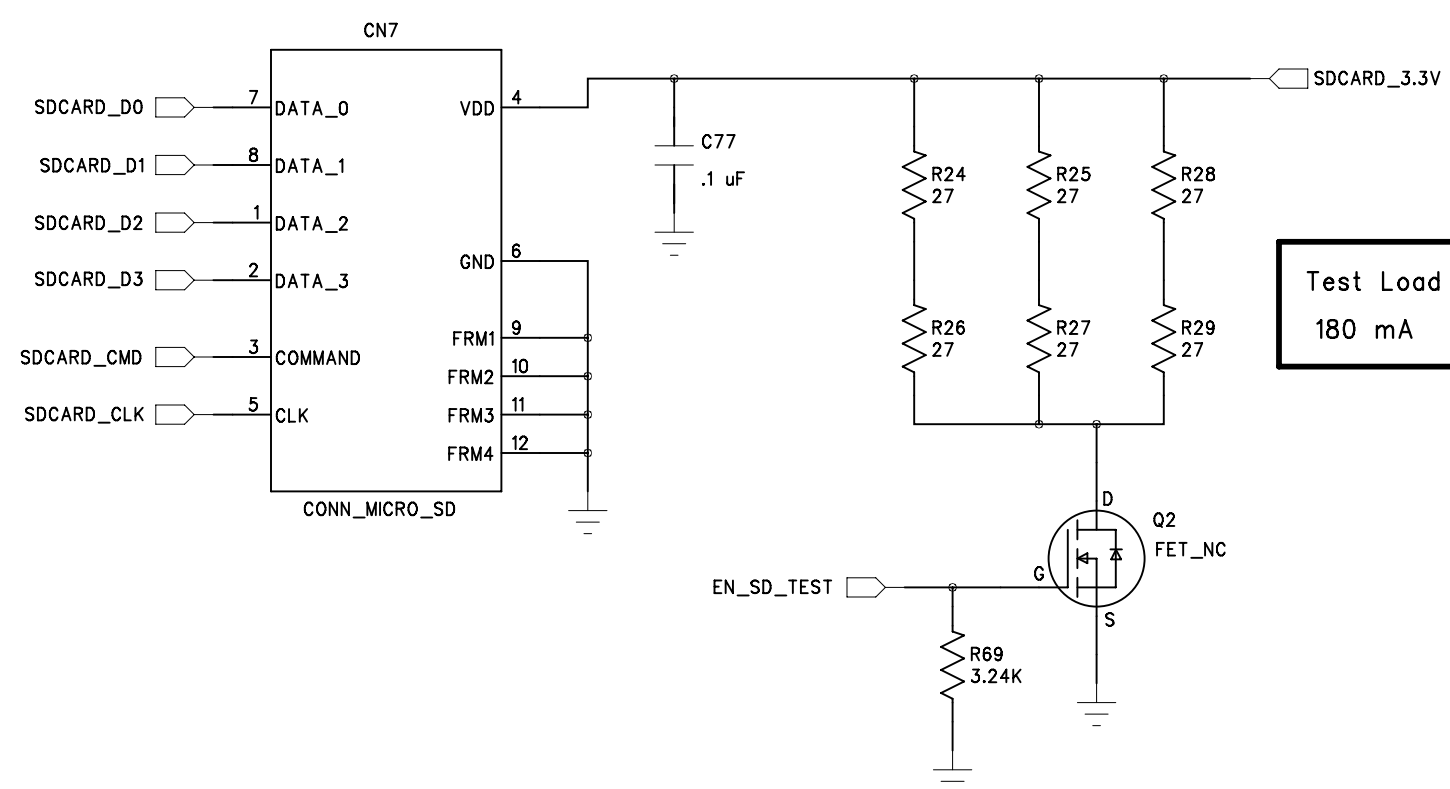 CN7
SDCARD_D0
7
DATA_0
VDD
4
SDCARD_D1
8
DATA_1
SDCARD_D2
1
DATA_2
SDCARD_D3
2
DATA_3
GND
6
SDCARD_CMD
3
COMMAND
FRM1
9
FRM2
10
SDCARD_CLK
5
CLK
FRM3
11
FRM4
12
CONN_MICRO_SD
SDCARD_3.3V
C77
.1 uF
R24
27
R25
27
R28
27
R26
27
R27
27
R29
27
Test Load
180 mA
D
Q2
FET_NC
G
S
EN_SD_TEST
R69
3.24K